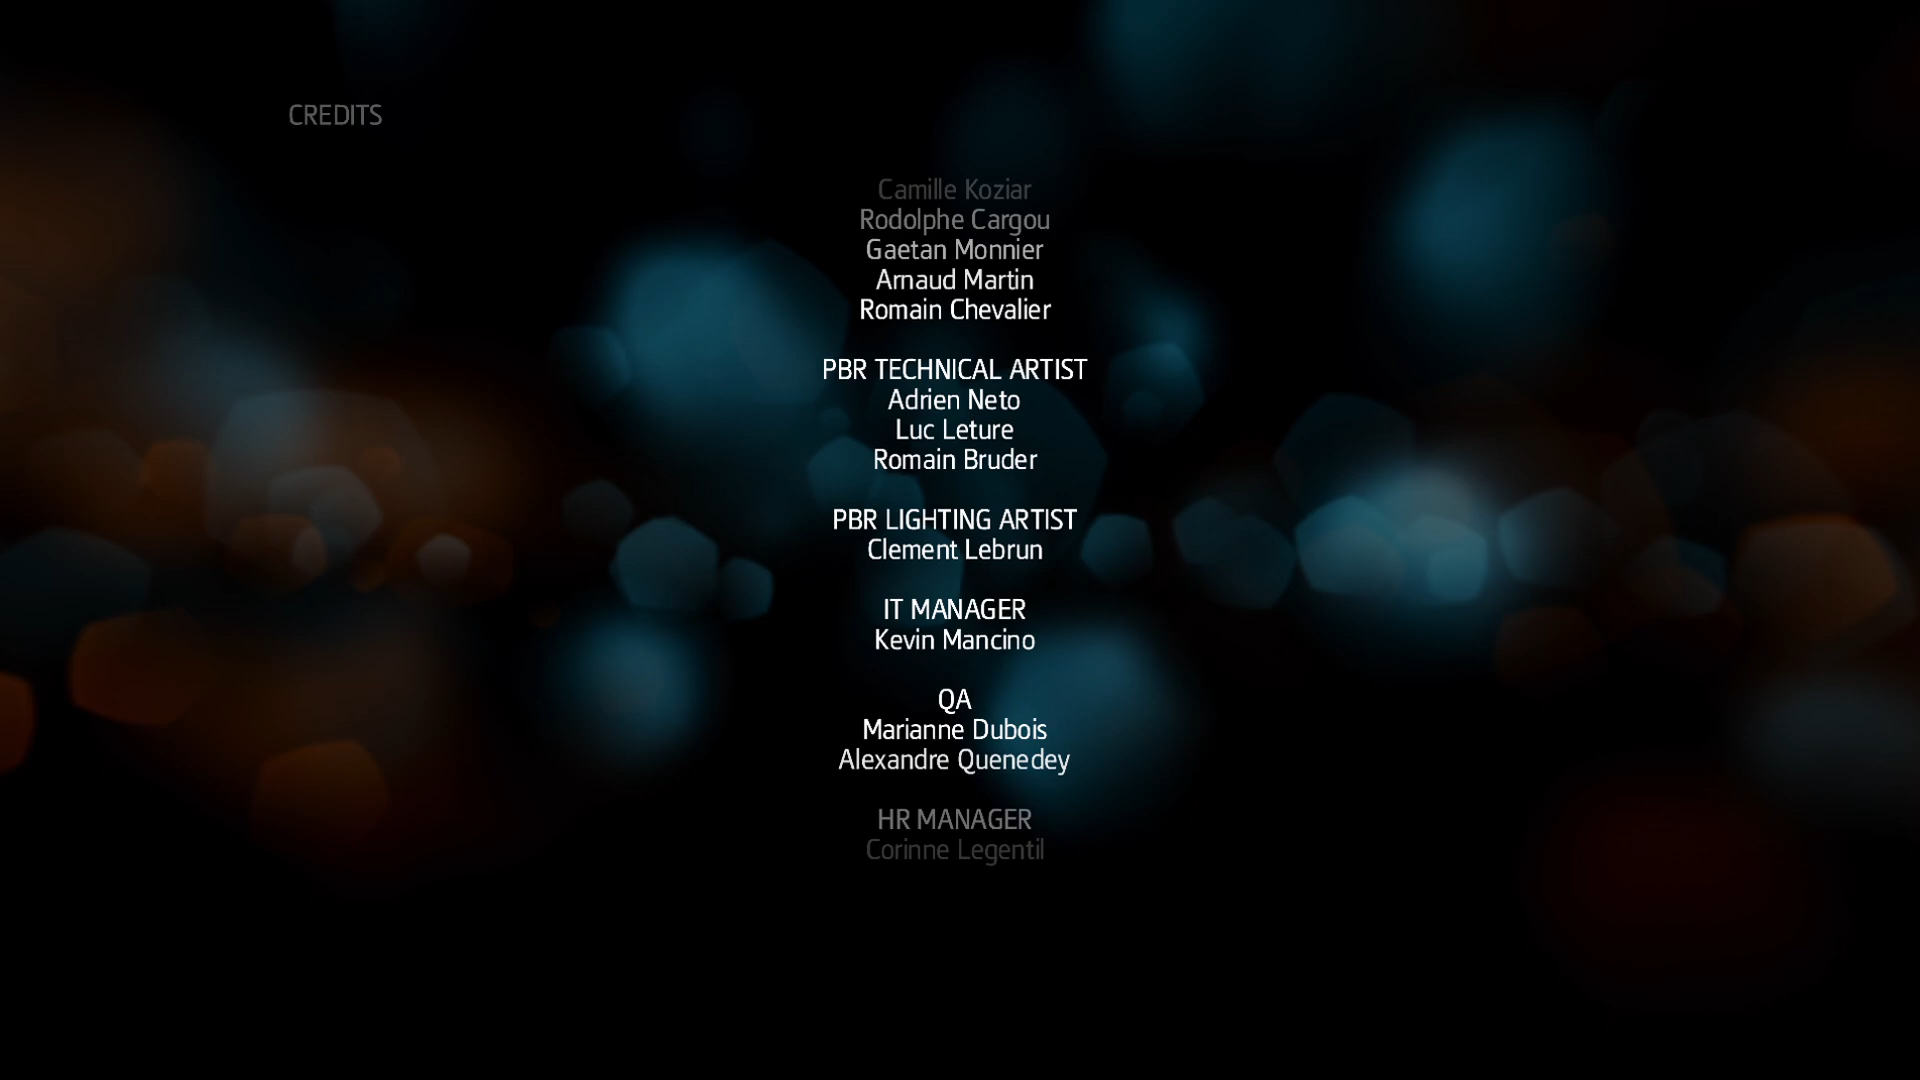 CREDITS
Camille Koziar
Rodolphe Cargou
Gaetan Monnier
Arnaud Martin
Romain Chevalier
PBR TECHNICAL ARTIST
Adrien Neto
Luc Leture
Romain Bruder
PBR LIGHTING ARTIST
Clement Lebrun
IT MANAGER
Kevin Mancino
QA
Marianne Dubois
Alexandre Quenedey
HR MANAGER
Corinne Legentil